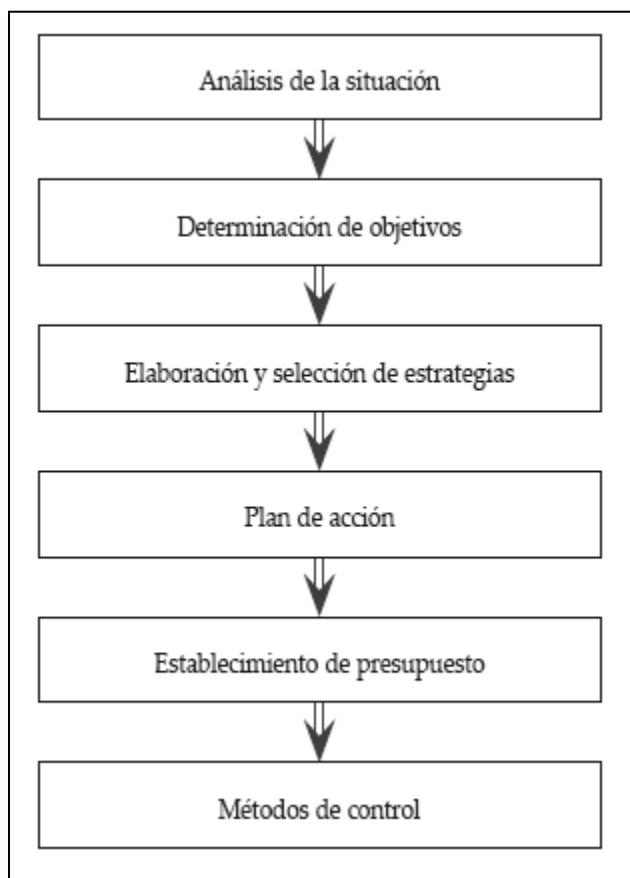 Análisis de la situación
Determinación de objetivos
Elaboración y selección de estrategias
Plan de acción
Establecimiento de presupuesto
Métodos de control